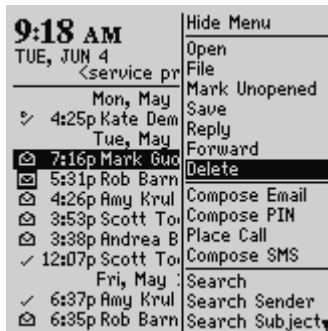 9:18 AM
TUE, JUN 4
<service pr
Mon, May
4:25p Kate Dem
Tue, May
7:16p Mark Guo
5:31p Rob Barn
4:26p Amy Krul
3:53p Scott To
3:38p Andrea B
12:07p Scott To
Fri, May
6:37p Amy Krul
6:35p Rob Barn
Hide Menu
Open
File
Mark Unopened
Save
Reply
Forward
Delete
Compose Email
Compose PIN
Place Call
Compose SMS
Search
Search Sender
Search Subject